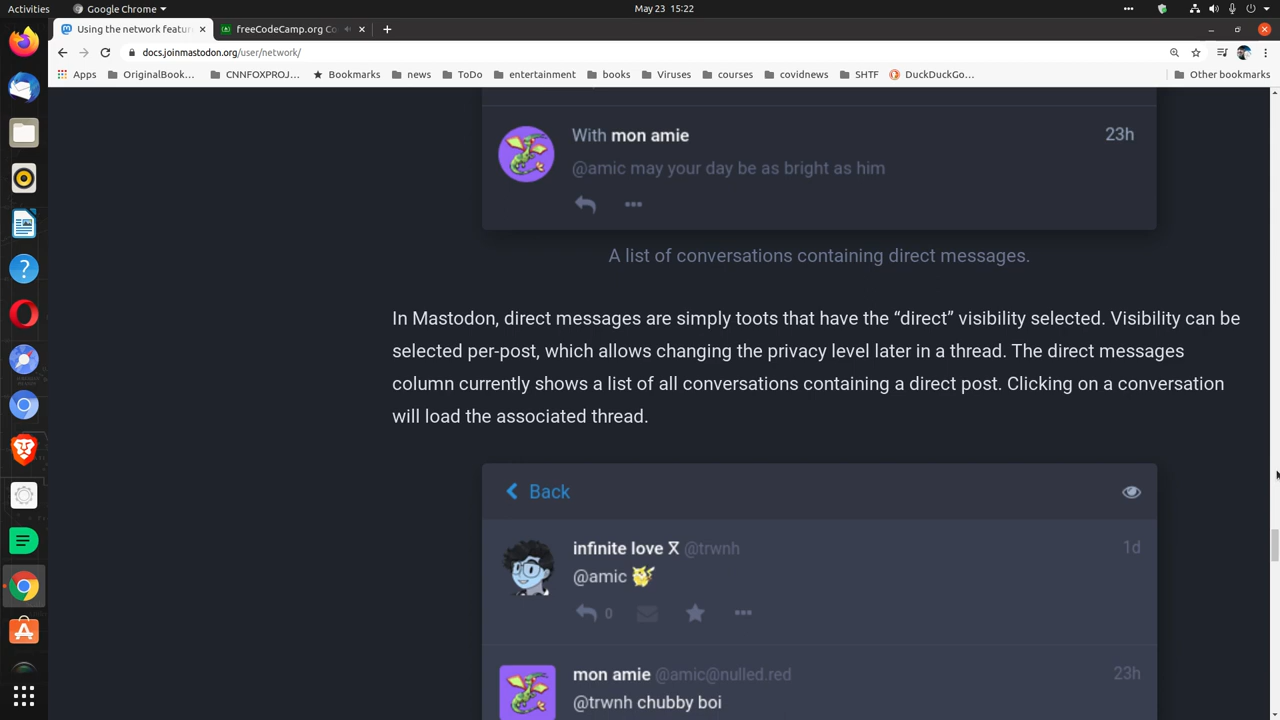 Activities
Google Chrome
May 23 15:22
Using the network featur
freeCodeCamp.org Co
docs.joinmastodon.org/user/network/
Apps
OriginalBook…
CNNFOXPROJ…
Bookmarks
news
ToDo
entertainment
books
Viruses
courses
covidnews
SHTF
DuckDuckGo…
Other bookmarks
With mon amie
23h
@amic may your day be as bright as him
A list of conversations containing direct messages.
In Mastodon, direct messages are simply toots that have the “direct” visibility selected. Visibility can be
selected per-post, which allows changing the privacy level later in a thread. The direct messages
column currently shows a list of all conversations containing a direct post. Clicking on a conversation
will load the associated thread.
Back
infinite love @trwnh
1d
@amic
0
mon amie @amic@nulled.red
23h
@trwnh chubby boi